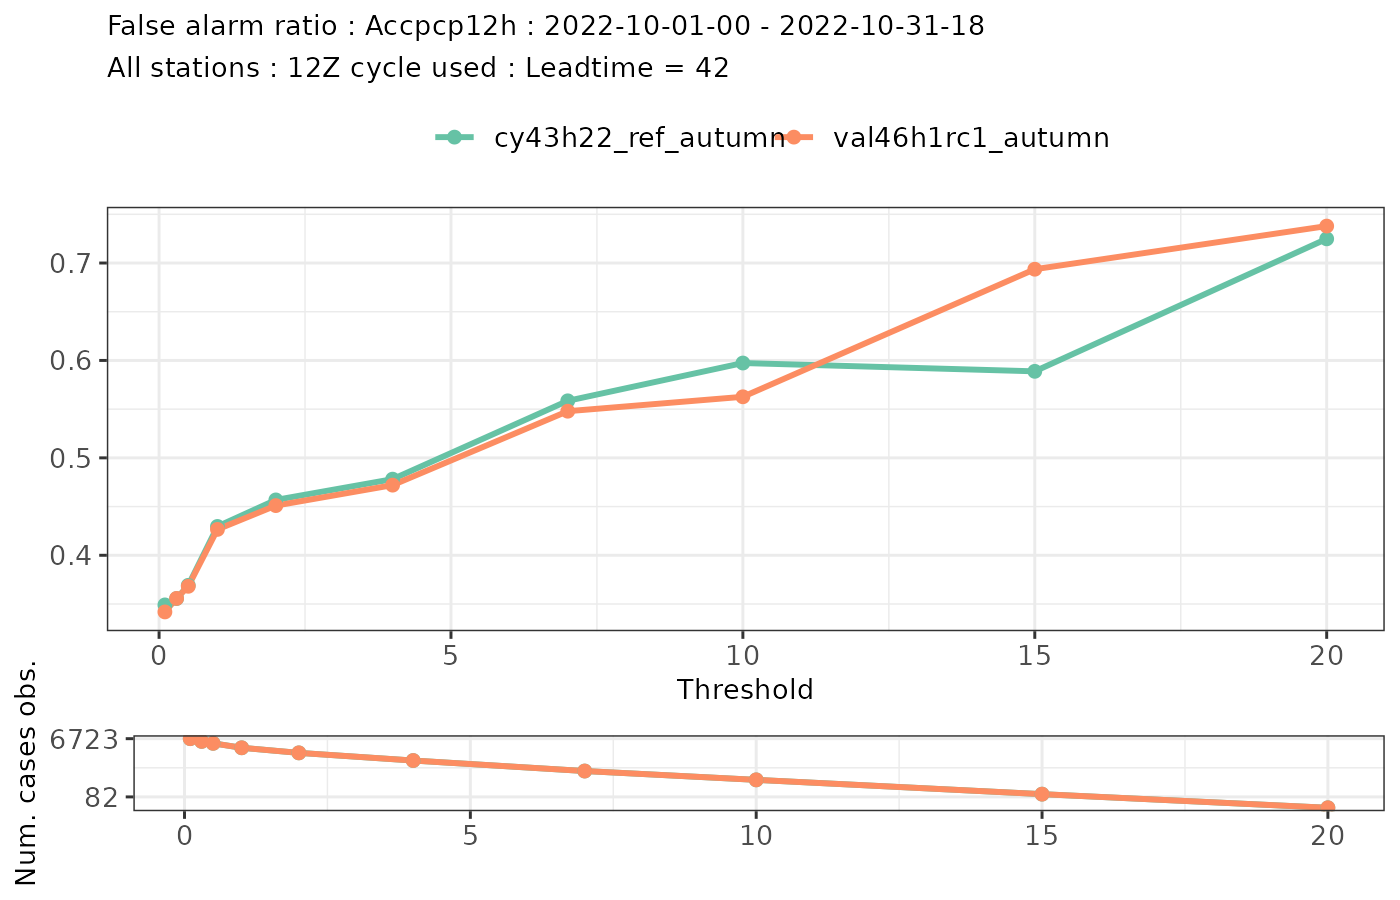 False alarm ratio : Accpcp12h : 2022-10-01-00 - 2022-10-31-18
All stations : 12Z cycle used : Leadtime = 42
cy43h22_ref_autumn val46h1rc1_autumn
0.7
0.6
0.5
0.4
0 5 10 15 20
Threshold
Num. cases obs.
6723
82
0 5 10 15 20